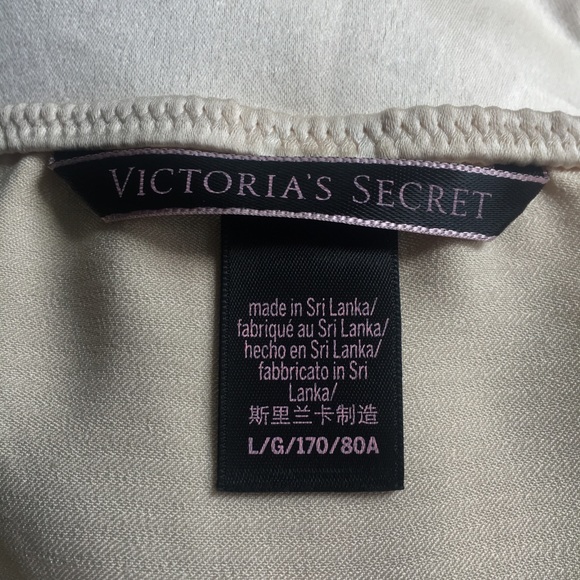 VICTORIA'S SECRET
made in Sri Lanka/
fabriqué au Sri Lanka/
hecho en Sri Lanka/
fabbricato in Sri
Lanka/
斯里兰卡制造
L/G/170/80A